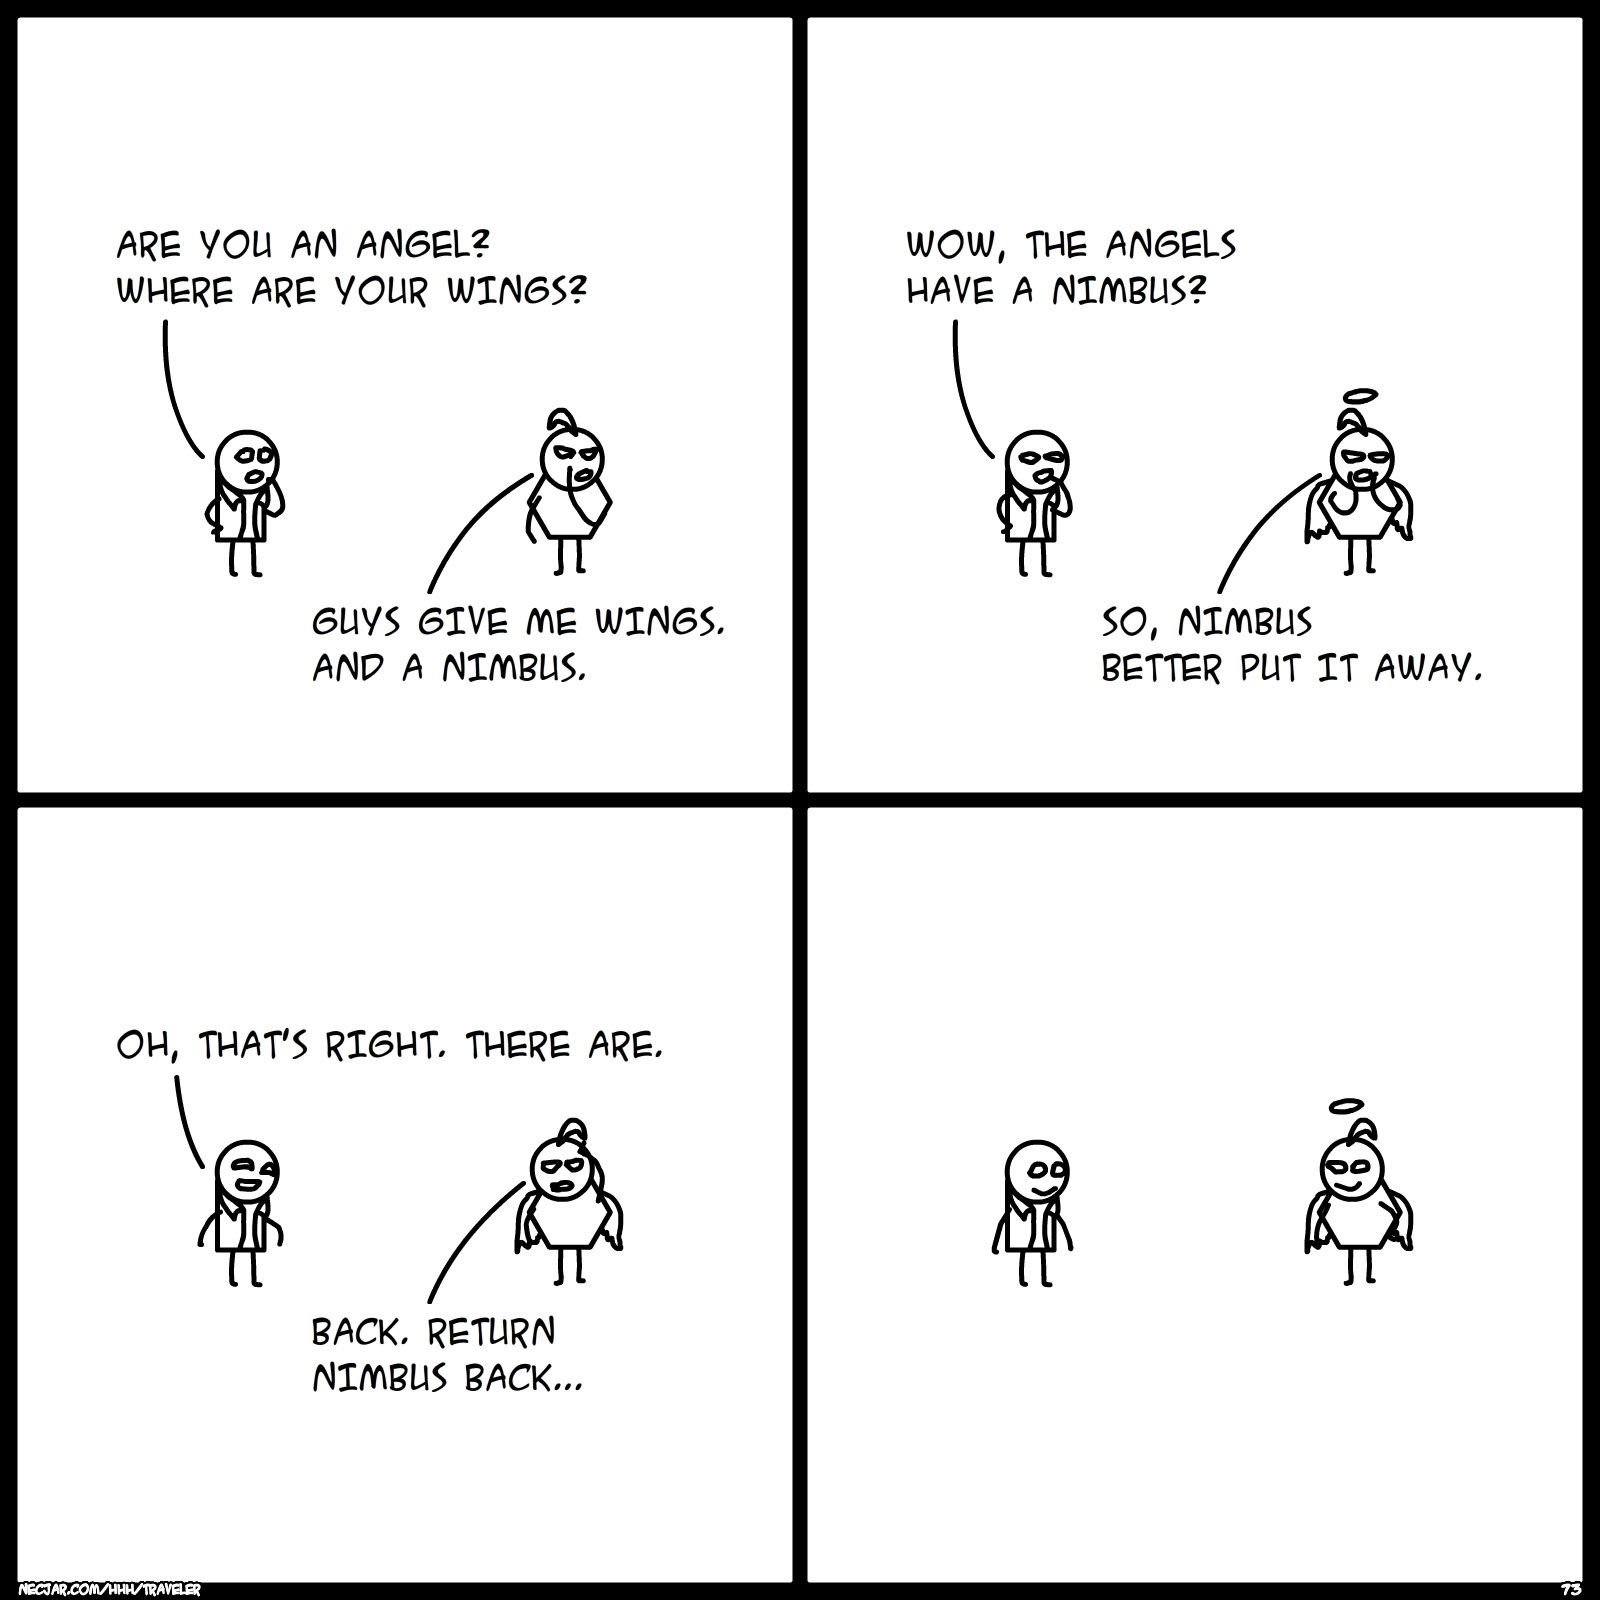 ARE YOU AN ANGEL?
WHERE ARE YOUR WINGS?
GUYS GIVE ME WINGS.
AND A NIMBUS.
WOW, THE ANGELS
HAVE A NIMBUS?
SO, NIMBUS
BETTER PUT IT AWAY.
OH, THAT'S RIGHT. THERE ARE.
BACK. RETURN
NIMBUS BACK...
NECJAR.COM/HHH/TRAVELER
73